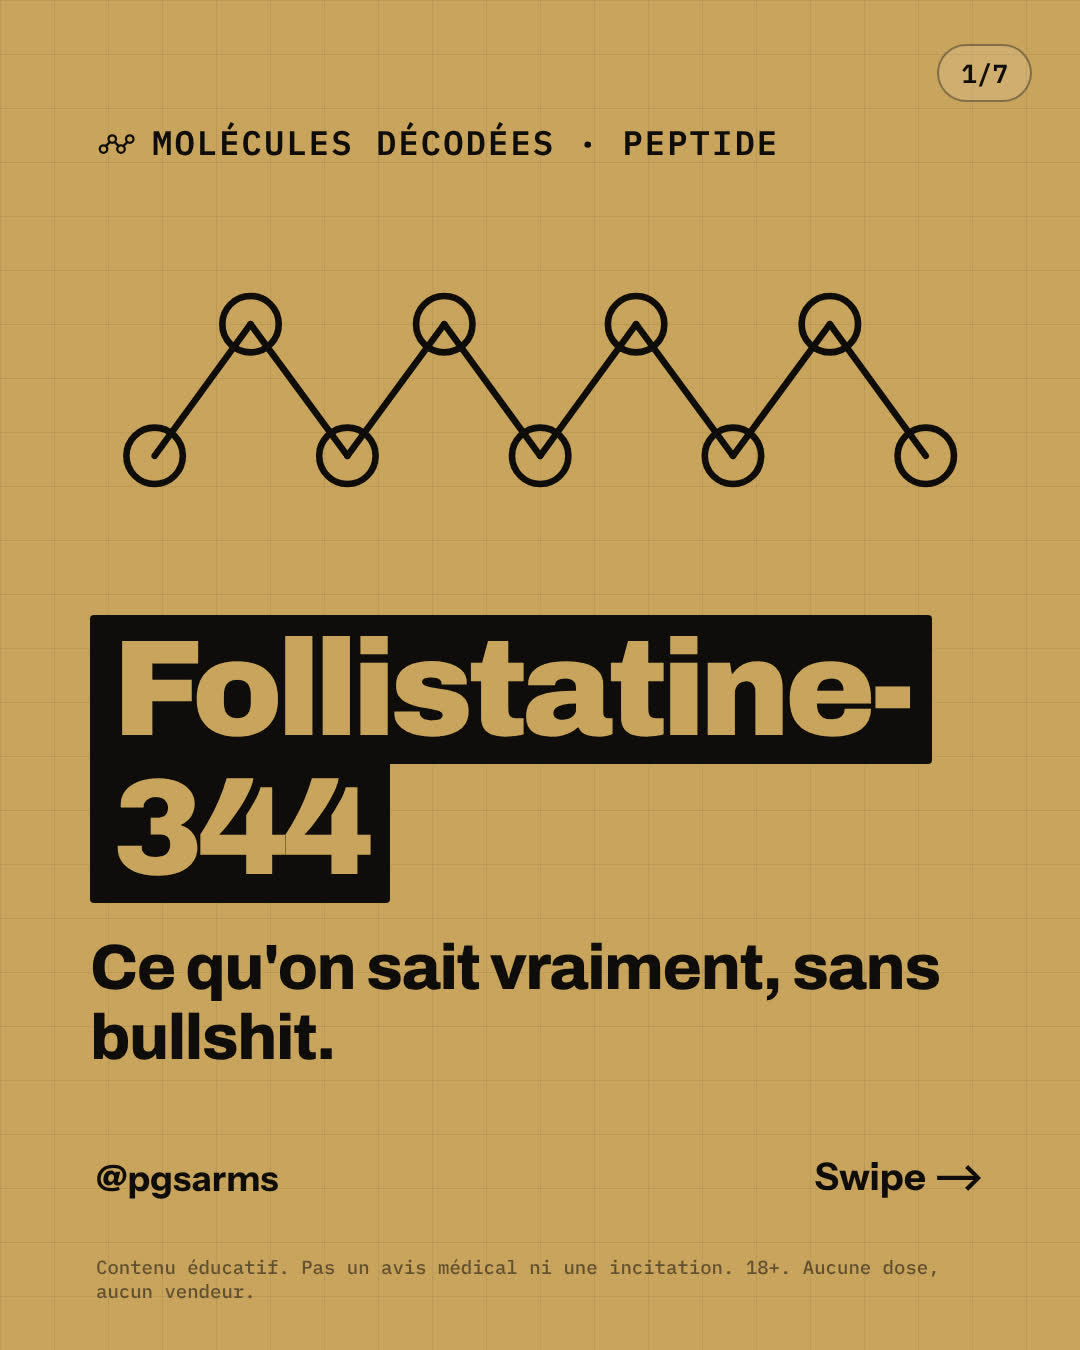 1/7
MOLÉCULES DÉCODÉES · PEPTIDE
Follistatine-
344
Ce qu'on sait vraiment, sans
bullshit.
@pgsarms
Swipe →
Contenu éducatif. Pas un avis médical ni une incitation. 18+. Aucune dose,
aucun vendeur.